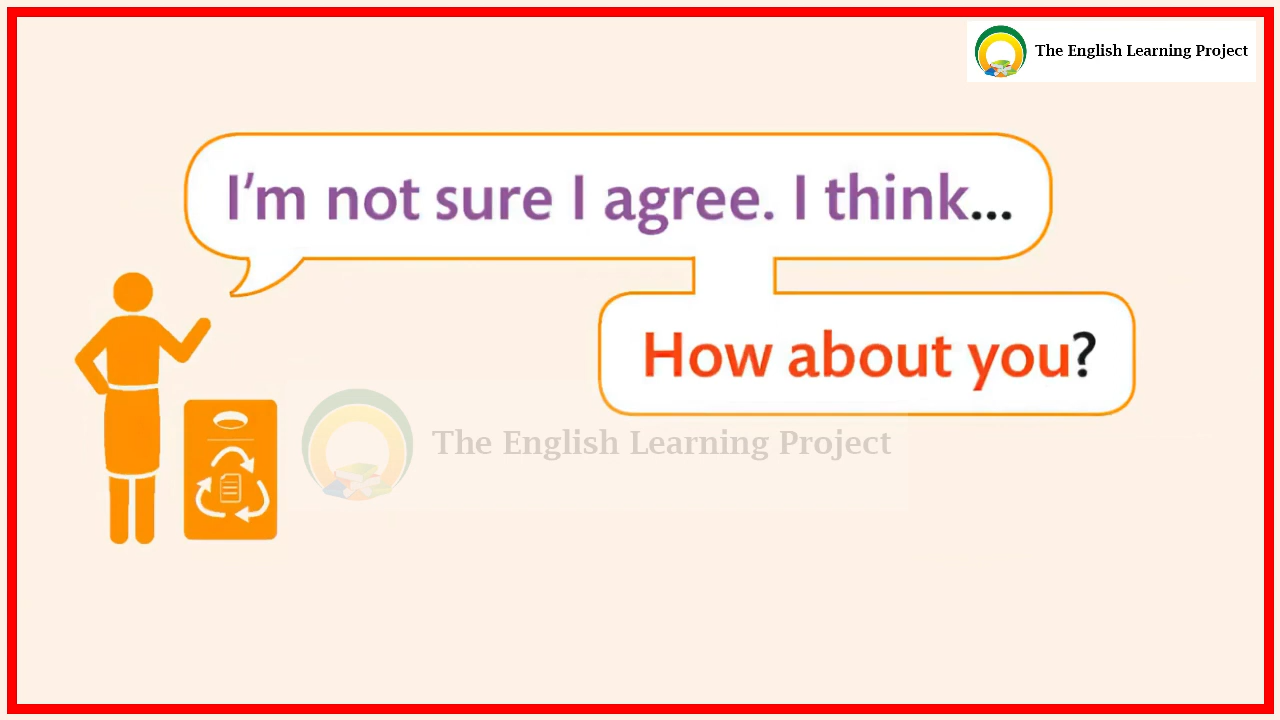 The English Learning Project
I'm not sure I agree. I think...
How about you?
The English Learning Project